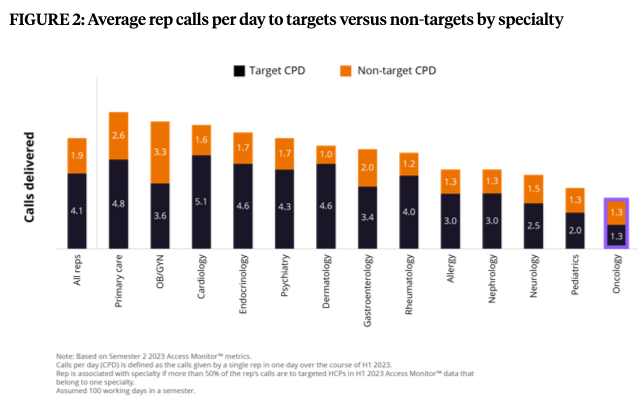 FIGURE 2: Average rep calls per day to targets versus non-targets by specialty
Target CPD Non-target CPD
Calls delivered
1.9 2.6 3.3 1.6 1.7 1.7 1.0 2.0 1.2 1.3 1.3 1.5 1.3 1.3
4.1 4.8 3.6 5.1 4.6 4.3 4.6 3.4 4.0 3.0 3.0 2.5 2.0 1.3
All reps
Primary care
OB/GYN
Cardiology
Endocrinology
Psychiatry
Dermatology
Gastroenterology
Rheumatology
Allergy
Nephrology
Neurology
Pediatrics
Oncology
Note: Based on Semester 2 2023 Access Monitor™ metrics.
Calls per day (CPD) is defined as the calls given by a single rep in one day over the course of H1 2023.
Rep is associated with specialty if more than 50% of the rep's calls are to targeted HCPs in H1 2023 Access Monitor™ data that
belong to one specialty.
Assumed 100 working days in a semester.